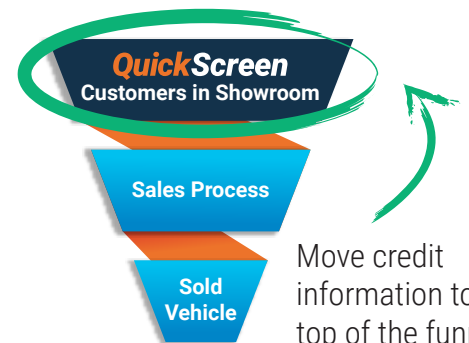 QuickScreen
Customers in Showroom
Sales Process
Sold
Vehicle
Move credit
information to
top of the